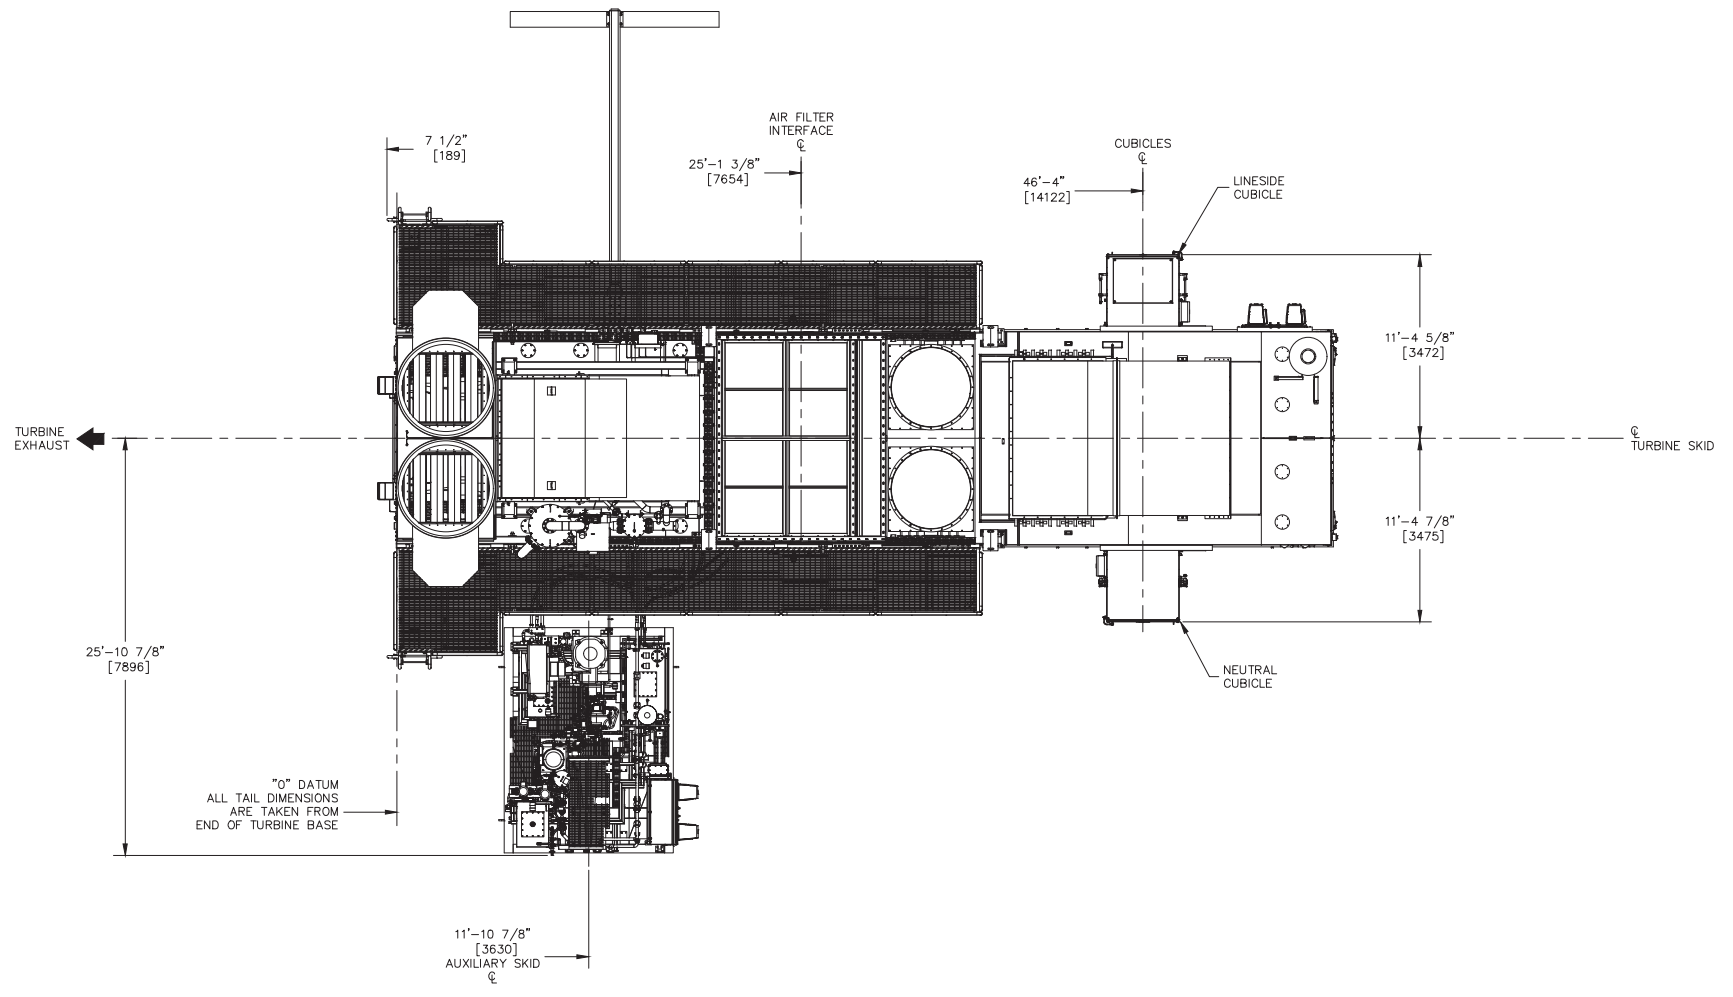 7 1/2"
[189]
AIR FILTER
INTERFACE
℄
25'-1 3/8"
[7654]
CUBICLES
℄
46'-4"
[14122]
LINESIDE
CUBICLE
11'-4 5/8"
[3472]
TURBINE
EXHAUST
℄
TURBINE SKID
11'-4 7/8"
[3475]
25'-10 7/8"
[7896]
NEUTRAL
CUBICLE
"0" DATUM
ALL TAIL DIMENSIONS
ARE TAKEN FROM
END OF TURBINE BASE
11'-10 7/8"
[3630]
AUXILIARY SKID
℄